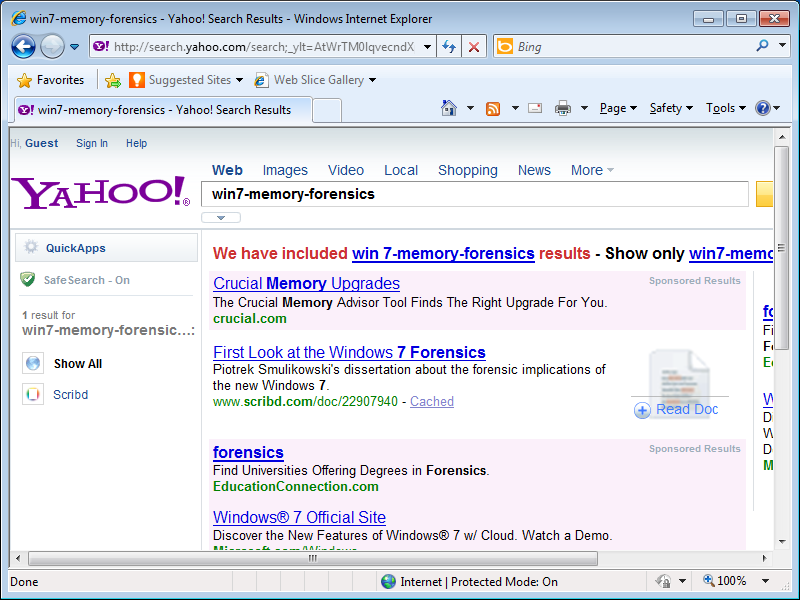 win7-memory-forensics - Yahoo! Search Results - Windows Internet Explorer
http://search.yahoo.com/search;_ylt=AtWrTM0lqvecndX
Bing
Favorites
Suggested Sites
Web Slice Gallery
win7-memory-forensics - Yahoo! Search Results
Page
Safety
Tools
Hi, Guest
Sign In
Help
Web
Images
Video
Local
Shopping
News
More
YAHOO!®
win7-memory-forensics
QuickApps
SafeSearch - On
1 result for
win7-memory-forensic...:
Show All
Scribd
We have included win 7-memory-forensics results - Show only win7-memo
Crucial Memory Upgrades
Sponsored Results
The Crucial Memory Advisor Tool Finds The Right Upgrade For You.
crucial.com
First Look at the Windows 7 Forensics
Piotrek Smulikowski's dissertation about the forensic implications of
the new Windows 7.
www.scribd.com/doc/22907940 - Cached
Read Doc
forensics
Sponsored Results
Find Universities Offering Degrees in Forensics.
EducationConnection.com
Windows® 7 Official Site
Discover the New Features of Windows® 7 w/ Cloud. Watch a Demo.
Microsoft.com/Windows
Done
Internet | Protected Mode: On
100%